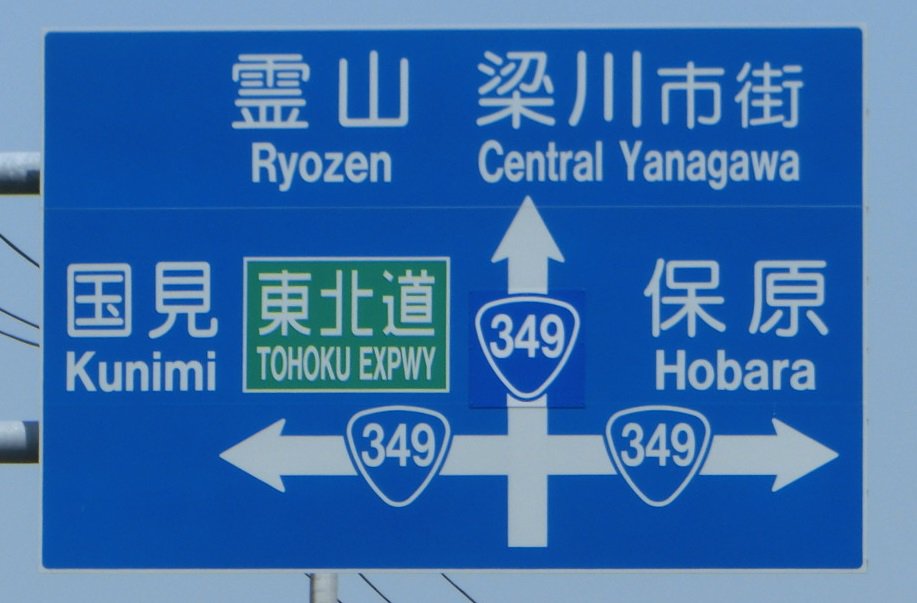 霊山 梁川市街
Ryozen Central Yanagawa
国見 東北道 349 保原
Kunimi TOHOKU EXPWY Hobara
349 349